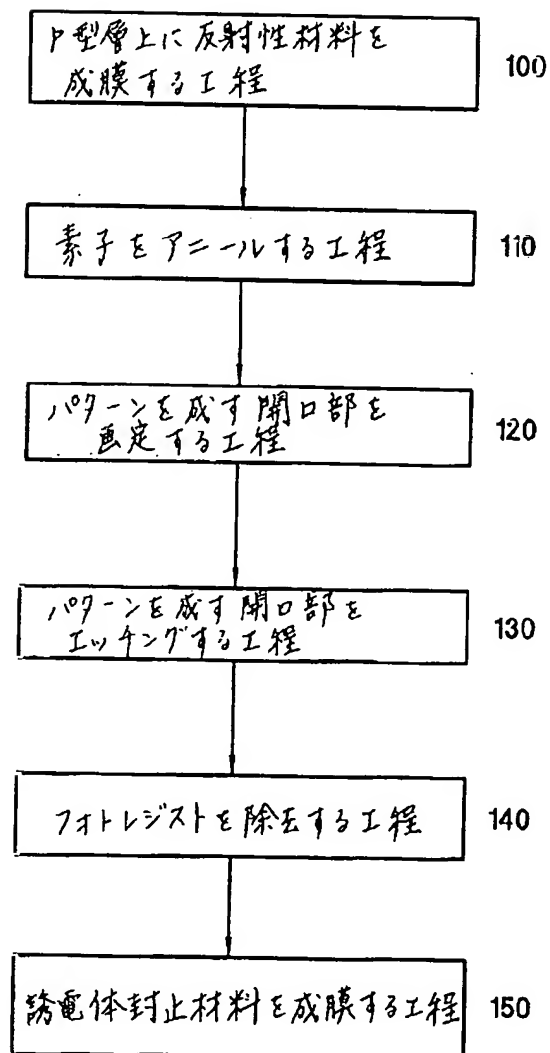 P型層上に反射性材料を
成膜する工程
100
素子をアニールする工程
110
パターンを成す開口部を
画定する工程
120
パターンを成す開口部を
エッチングする工程
130
フォトレジストを除去する工程
140
誘電体封止材料を成膜する工程
150